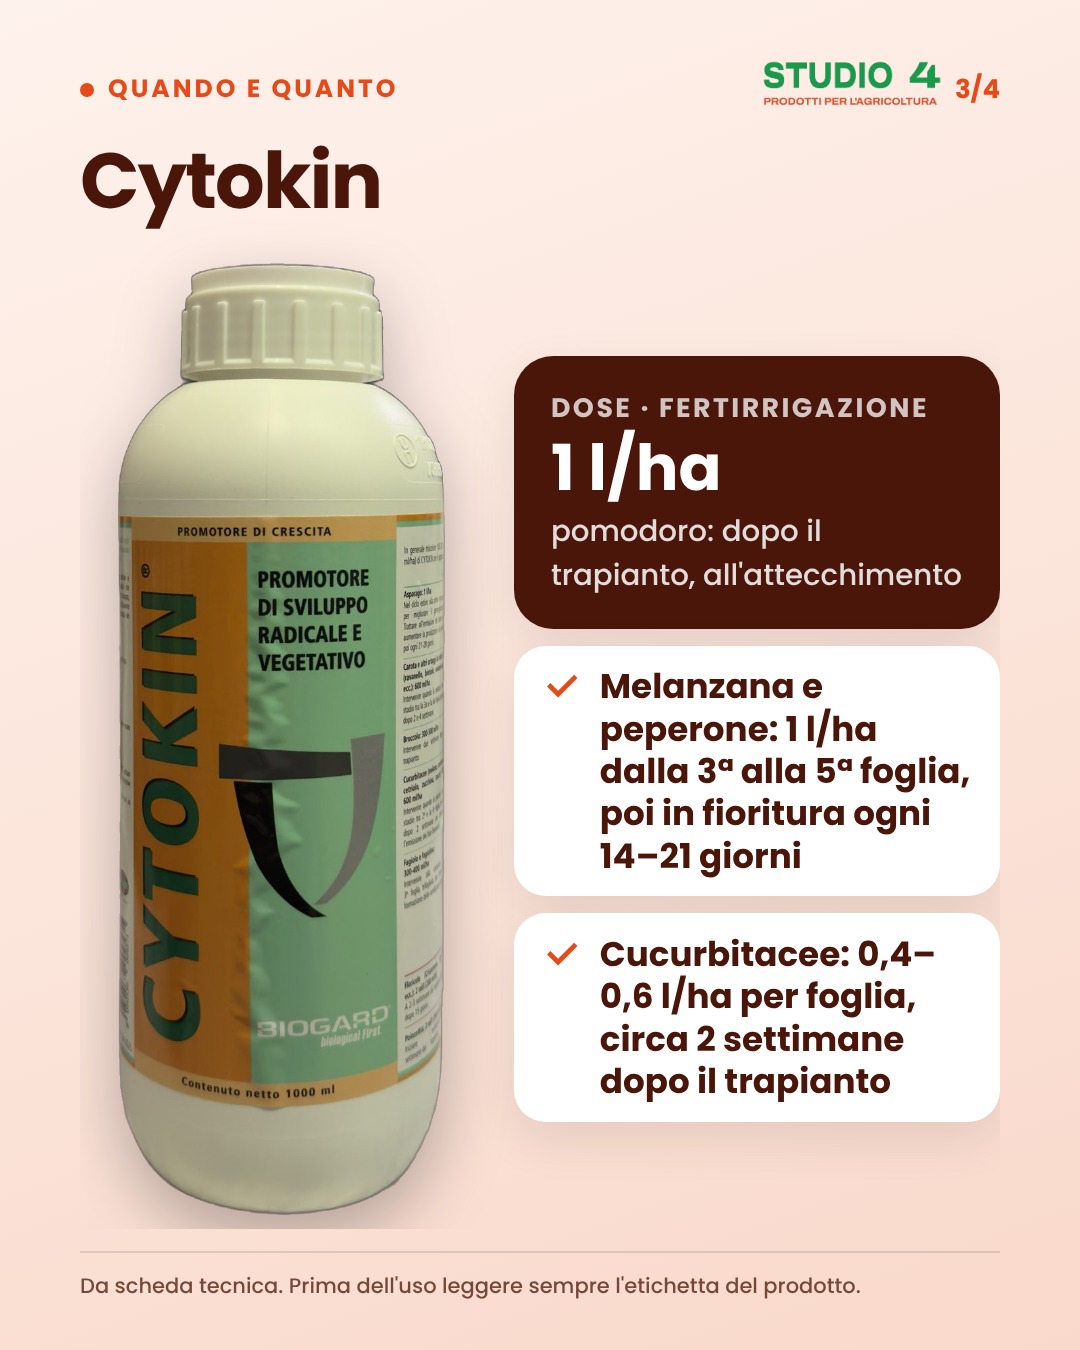 QUANDO E QUANTO
STUDIO 4
PRODOTTI PER L'AGRICOLTURA
3/4
Cytokin
PROMOTORE DI CRESCITA
CYTOKIN®
PROMOTORE
DI SVILUPPO
RADICALE E
VEGETATIVO
BIOGARD
biological First.
Contenuto netto 1000 ml
DOSE · FERTIRRIGAZIONE
1 l/ha
pomodoro: dopo il
trapianto, all'attecchimento
Melanzana e
peperone: 1 l/ha
dalla 3ª alla 5ª foglia,
poi in fioritura ogni
14–21 giorni
Cucurbitacee: 0,4–
0,6 l/ha per foglia,
circa 2 settimane
dopo il trapianto
Da scheda tecnica. Prima dell'uso leggere sempre l'etichetta del prodotto.